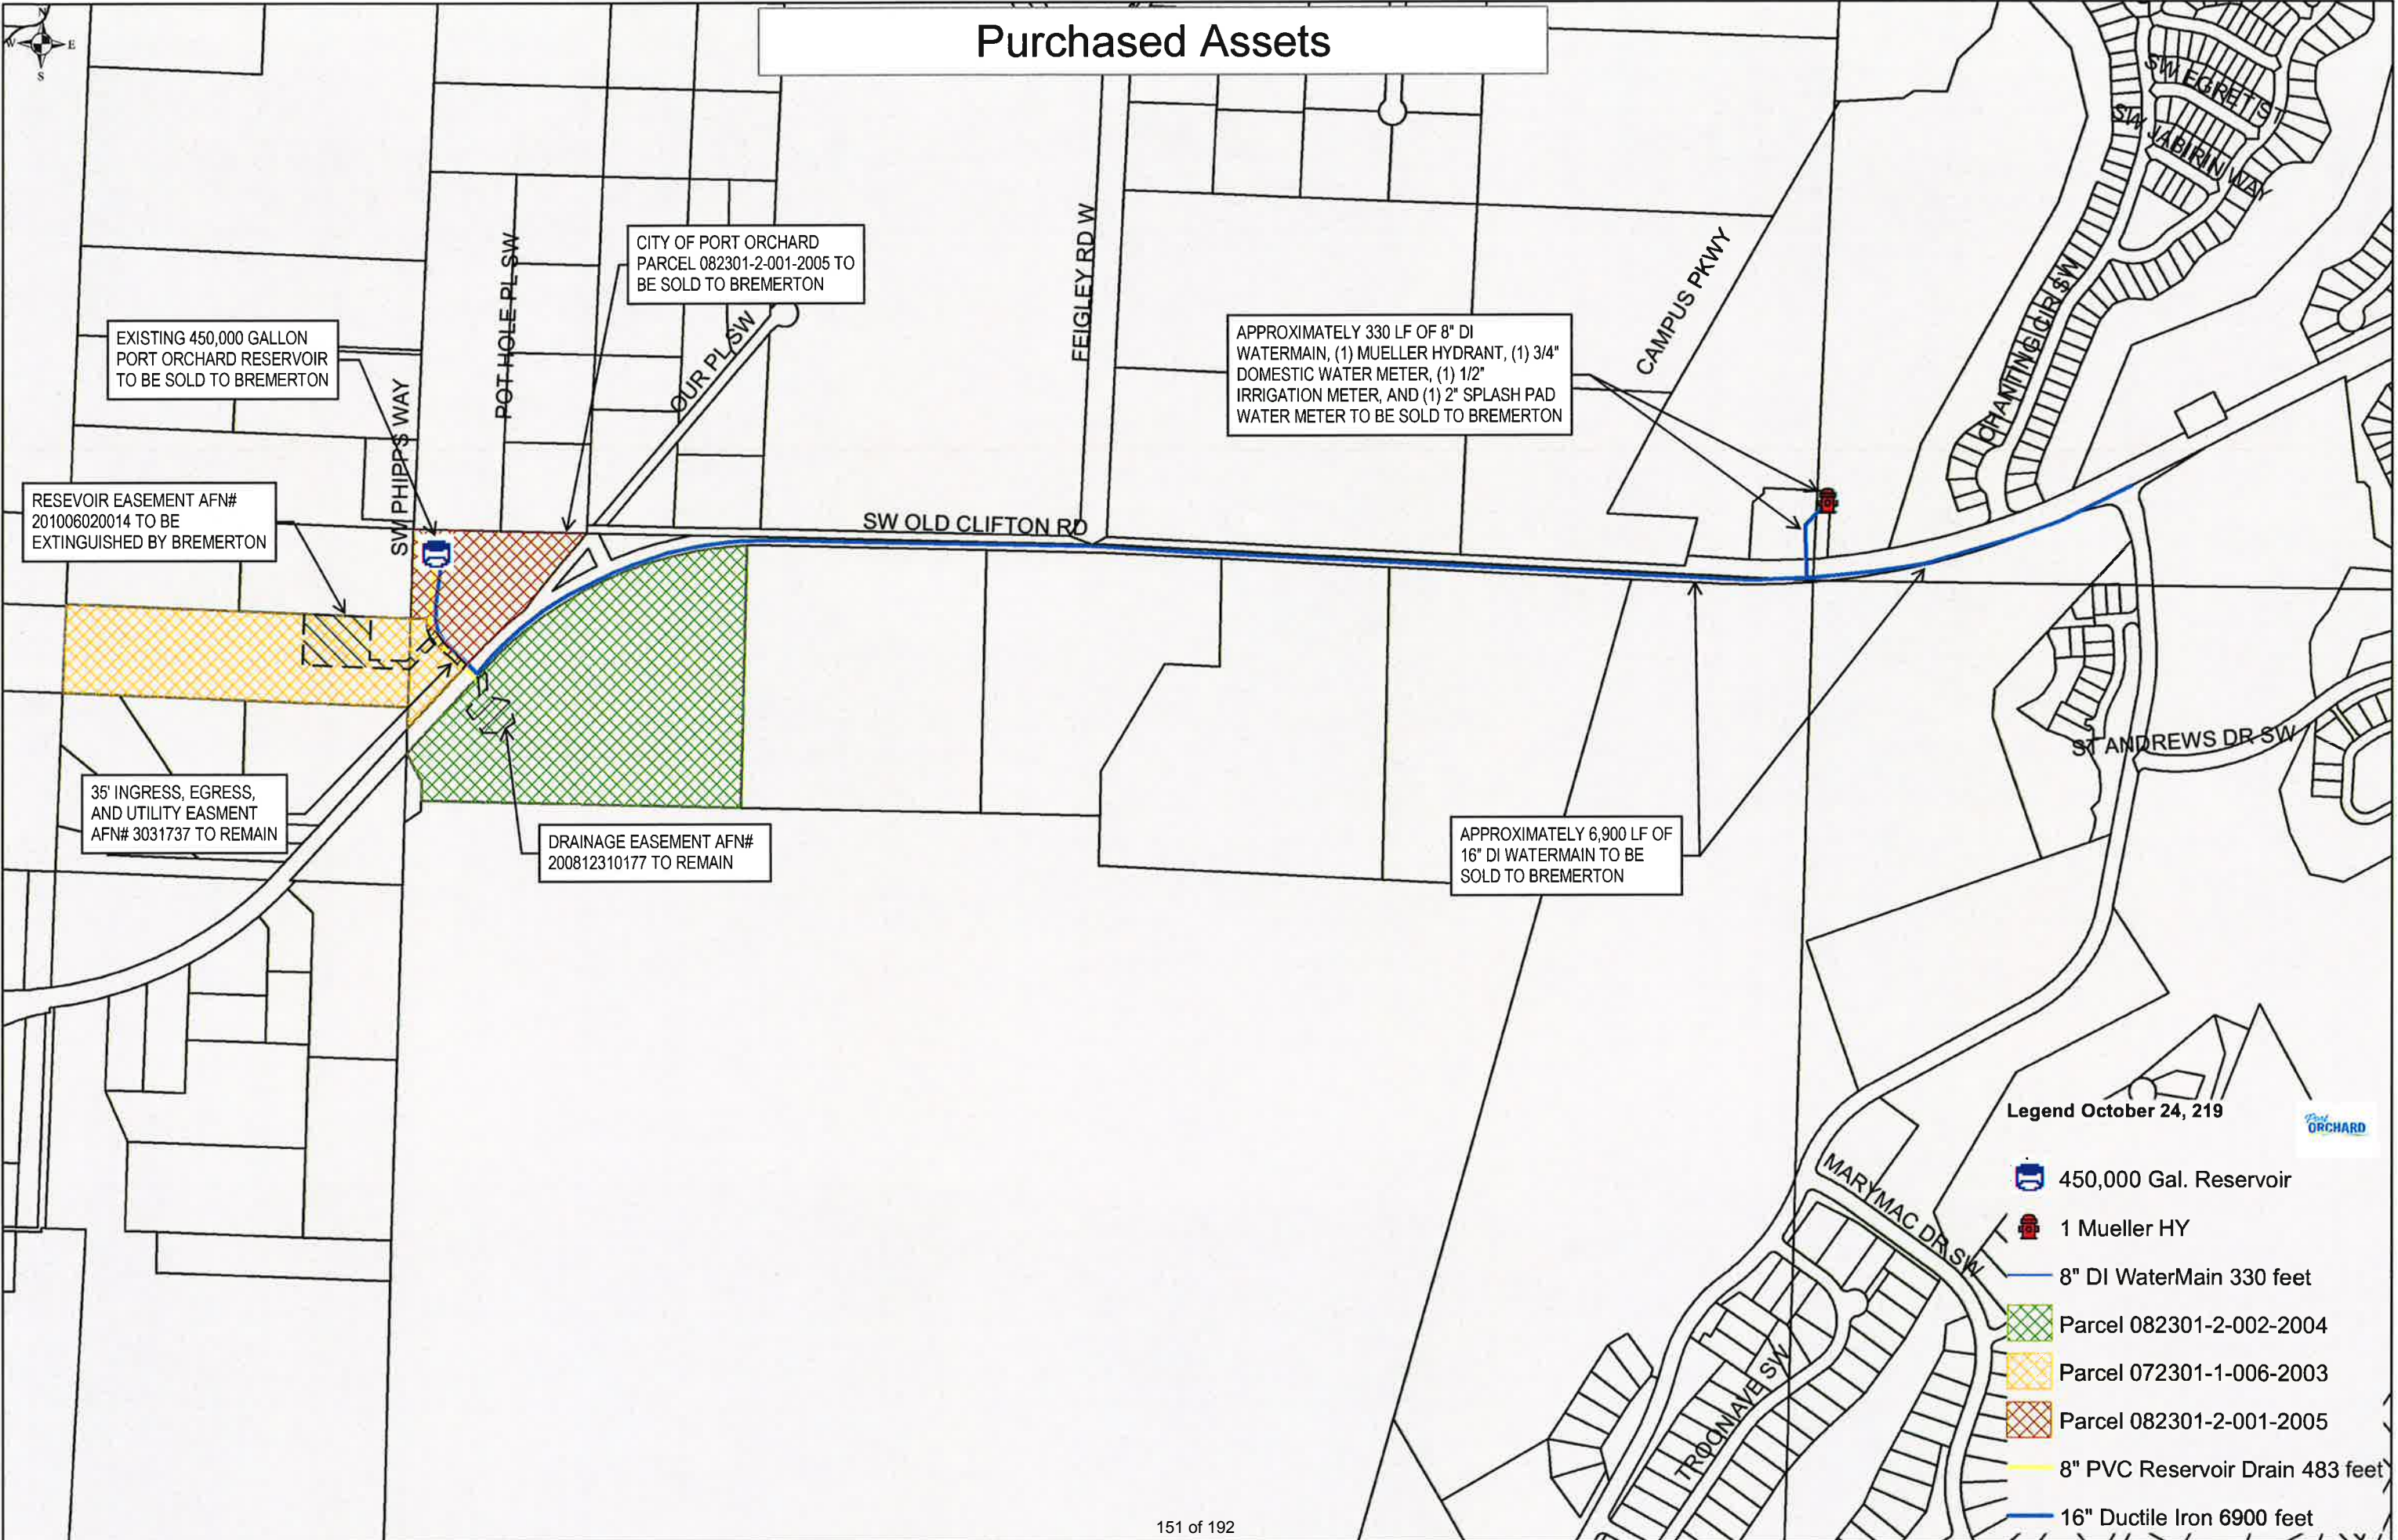 Purchased Assets
N
W
E
S
SW EGRET ST
SW JABIRIN WAY
CHANTING CIR SW
CITY OF PORT ORCHARD
PARCEL 082301-2-001-2005 TO
BE SOLD TO BREMERTON
POT HOLE PL SW
OUR PL SW
FEIGLEY RD W
CAMPUS PKWY
EXISTING 450,000 GALLON
PORT ORCHARD RESERVOIR
TO BE SOLD TO BREMERTON
SW PHIPPS WAY
APPROXIMATELY 330 LF OF 8" DI
WATERMAIN, (1) MUELLER HYDRANT, (1) 3/4"
DOMESTIC WATER METER, (1) 1/2"
IRRIGATION METER, AND (1) 2" SPLASH PAD
WATER METER TO BE SOLD TO BREMERTON
RESEVOIR EASEMENT AFN#
201006020014 TO BE
EXTINGUISHED BY BREMERTON
SW OLD CLIFTON RD
ST ANDREWS DR SW
35' INGRESS, EGRESS,
AND UTILITY EASMENT
AFN# 3031737 TO REMAIN
DRAINAGE EASEMENT AFN#
200812310177 TO REMAIN
APPROXIMATELY 6,900 LF OF
16" DI WATERMAIN TO BE
SOLD TO BREMERTON
MARYMAC DR SW
TROON AVE SW
Legend October 24, 219
Port
ORCHARD
450,000 Gal. Reservoir
1 Mueller HY
8" DI WaterMain 330 feet
Parcel 082301-2-002-2004
Parcel 072301-1-006-2003
Parcel 082301-2-001-2005
8" PVC Reservoir Drain 483 feet
16" Ductile Iron 6900 feet
151 of 192